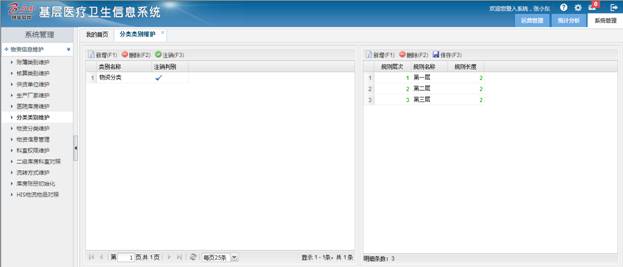 基层医疗卫生信息系统
欢迎您登入系统，张小东
8
医药管理 统计分析 系统管理
系统管理
我的首页 分类类别维护
物资信息维护
附属类别维护
核算类别维护
供货单位维护
生产厂家维护
医院库房维护
分类类别维护
物资分类维护
物资信息管理
科室权限维护
二级库房科室对照
流转方式维护
库房账册初始化
HIS物流物品对照
新增(F1) 删除(F2) 注销(F3)
类别名称 注销判别
1 物资分类
第 1 页,共 1 页
每页25条
显示 1 - 1条，共 1 条
新增(F1) 删除(F2) 保存(F3)
规则层次 规则名称 规则长度
1 1 第一层 2
2 2 第二层 2
3 3 第三层 2
明细条数：3